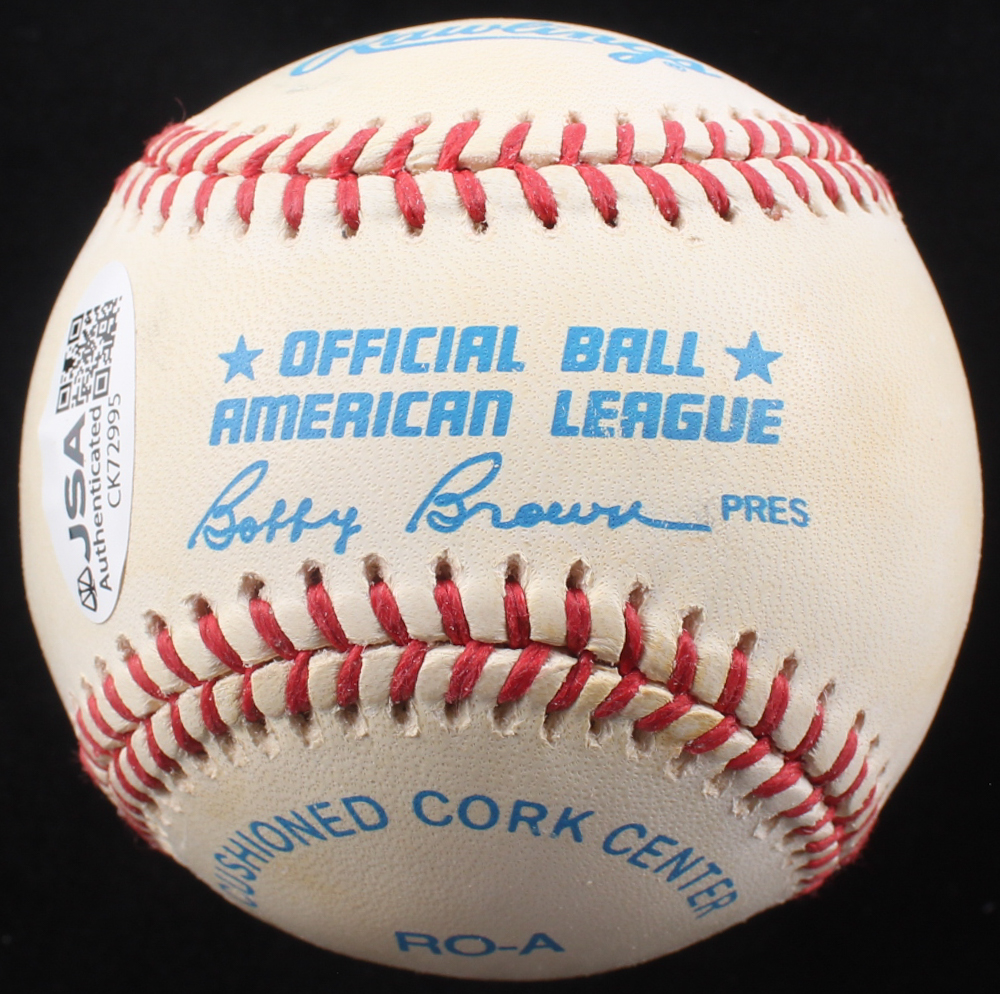 Rawlings®
★ OFFICIAL BALL ★
AMERICAN LEAGUE
Bobby Brown PRES
JSA
Authenticated
CK72995
CUSHIONED CORK CENTER
RO-A